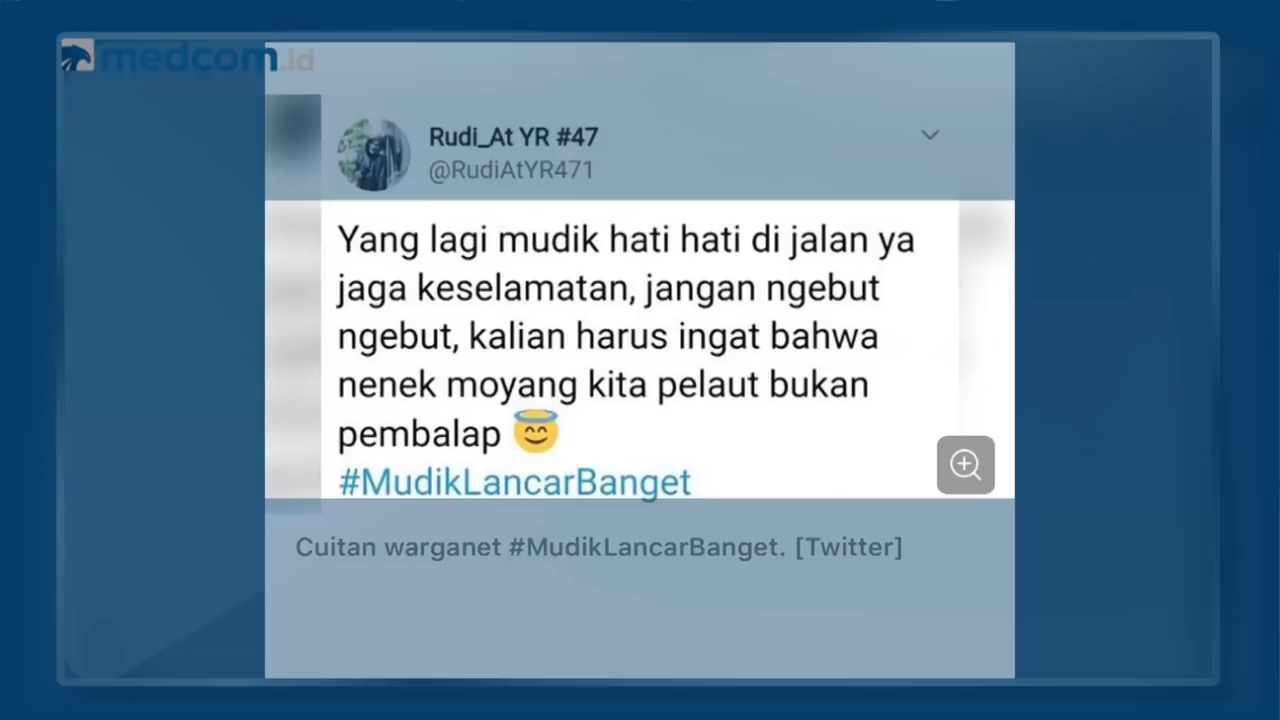 medcom.id
Rudi_At YR #47
@RudiAtYR471
Yang lagi mudik hati hati di jalan ya
jaga keselamatan, jangan ngebut
ngebut, kalian harus ingat bahwa
nenek moyang kita pelaut bukan
pembalap 😇
#MudikLancarBanget
Cuitan warganet #MudikLancarBanget. [Twitter]